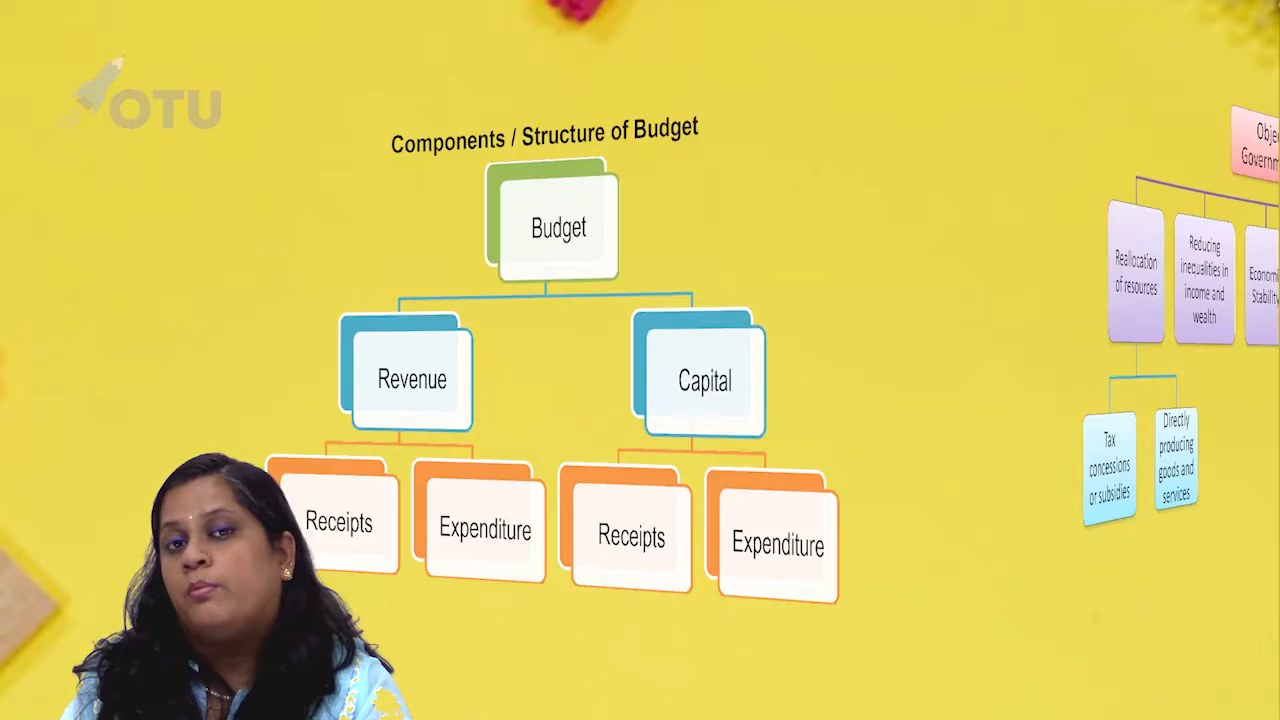 OTU
Components / Structure of Budget
Budget
Revenue
Capital
Receipts
Expenditure
Receipts
Expenditure
Reallocation
of resources
Reducing
inequalities in
income and
wealth
Stability
Tax
concessions
or subsidies
Directly
producing
goods and
services